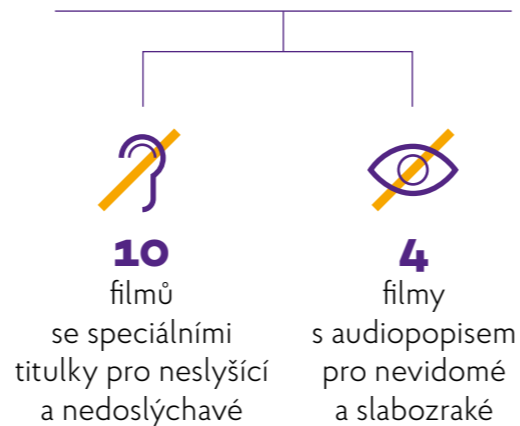 10
filmů
se speciálními
titulky pro neslyšící
a nedoslýchavé
4
filmy
s audiopopisem
pro nevidomé
a slabozraké